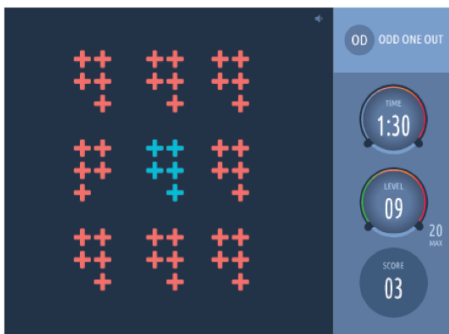 OD ODD ONE OUT
TIME
1:30
LEVEL
09
20
MAX
SCORE
03